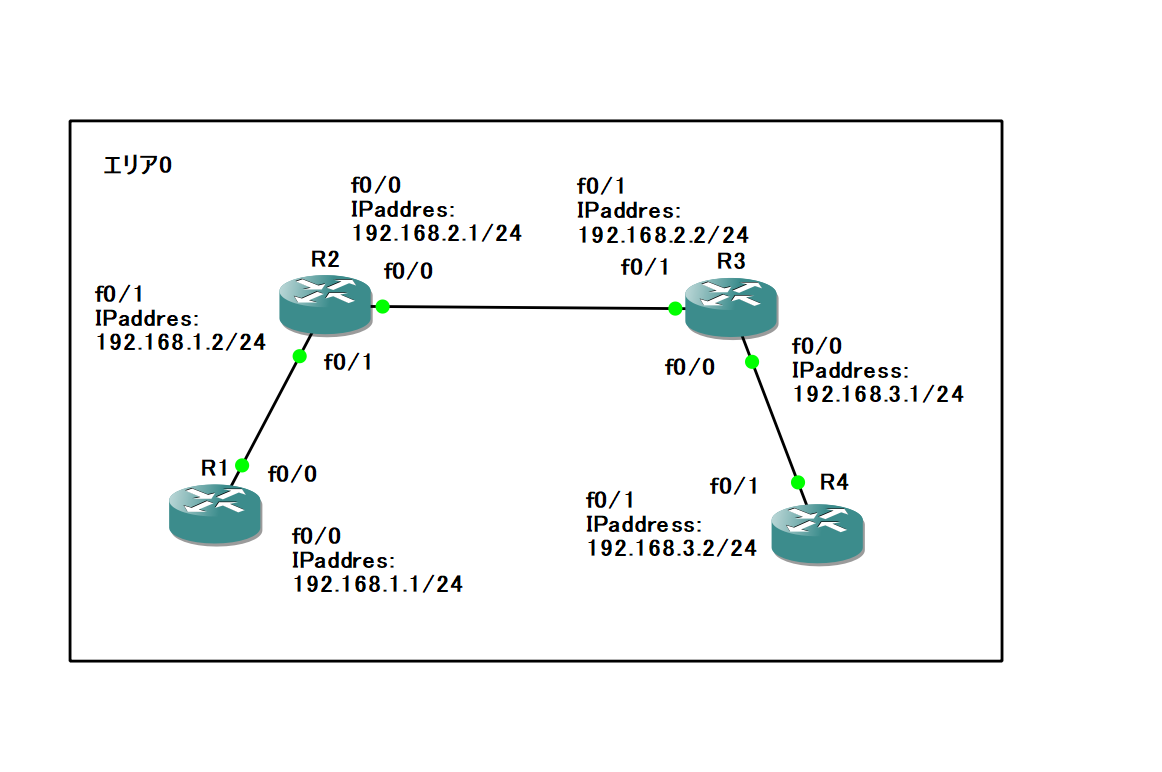 エリア0
f0/0
IPaddres:
192.168.2.1/24
f0/1
IPaddres:
192.168.2.2/24
R2
f0/0
f0/1
R3
f0/1
IPaddres:
192.168.1.2/24
f0/1
f0/0
f0/0
IPaddress:
192.168.3.1/24
R1
f0/0
f0/1
R4
f0/1
IPaddress:
192.168.3.2/24
f0/0
IPaddres:
192.168.1.1/24